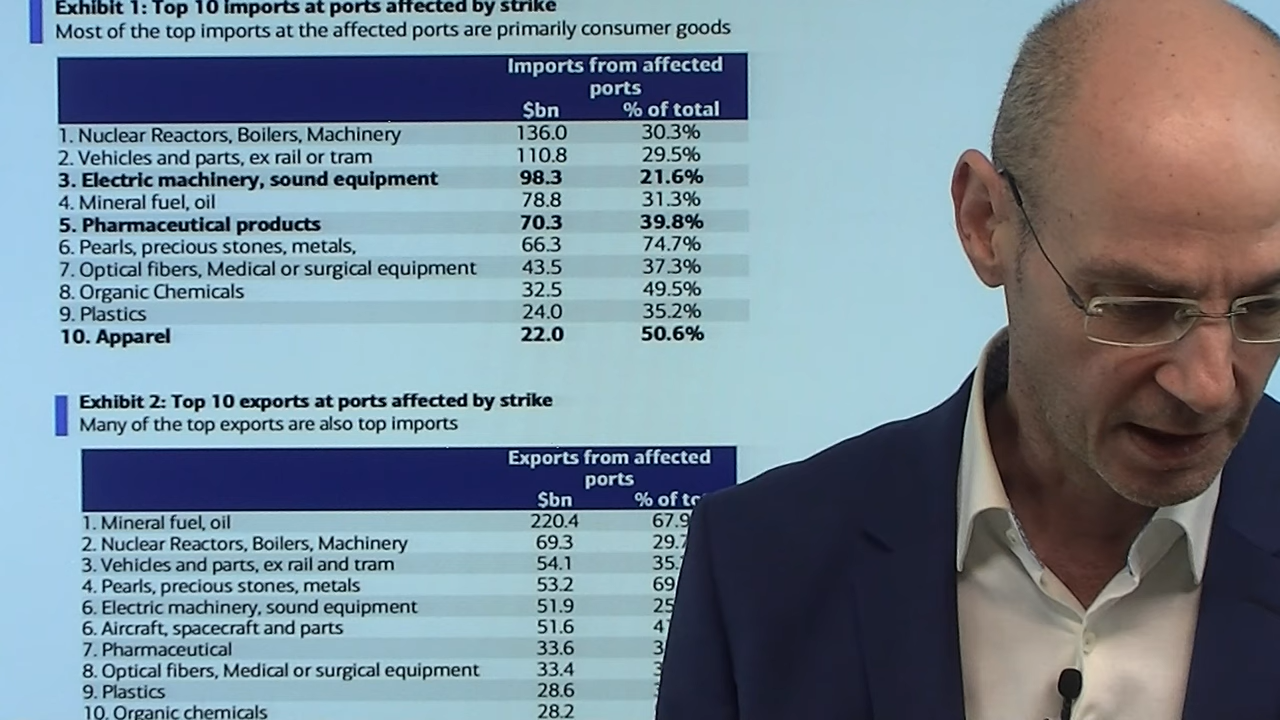 Exhibit 1: Top 10 imports at ports affected by strike
Most of the top imports at the affected ports are primarily consumer goods
Imports from affected
ports
$bn % of total
1. Nuclear Reactors, Boilers, Machinery 136.0 30.3%
2. Vehicles and parts, ex rail or tram 110.8 29.5%
3. Electric machinery, sound equipment 98.3 21.6%
4. Mineral fuel, oil 78.8 31.3%
5. Pharmaceutical products 70.3 39.8%
6. Pearls, precious stones, metals, 66.3 74.7%
7. Optical fibers, Medical or surgical equipment 43.5 37.3%
8. Organic Chemicals 32.5 49.5%
9. Plastics 24.0 35.2%
10. Apparel 22.0 50.6%
Exhibit 2: Top 10 exports at ports affected by strike
Many of the top exports are also top imports
Exports from affected
ports
$bn % of
1. Mineral fuel, oil 220.4 67.9
2. Nuclear Reactors, Boilers, Machinery 69.3 29.7
3. Vehicles and parts, ex rail and tram 54.1 35.
4. Pearls, precious stones, metals 53.2 69
6. Electric machinery, sound equipment 51.9 25
6. Aircraft, spacecraft and parts 51.6
7. Pharmaceutical 33.6
8. Optical fibers, Medical or surgical equipment 33.4
9. Plastics 28.6
10. Organic chemicals 28.2